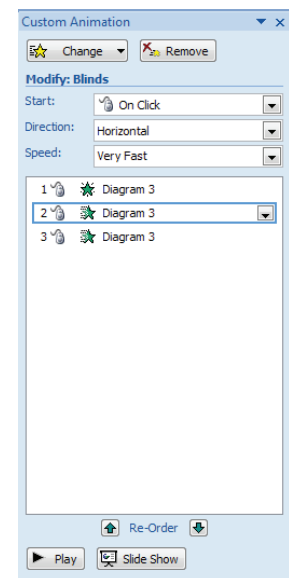 Custom Animation
Change
Remove
Modify: Blinds
Start: On Click
Direction: Horizontal
Speed: Very Fast
1 Diagram 3
2 Diagram 3
3 Diagram 3
Re-Order
Play Slide Show